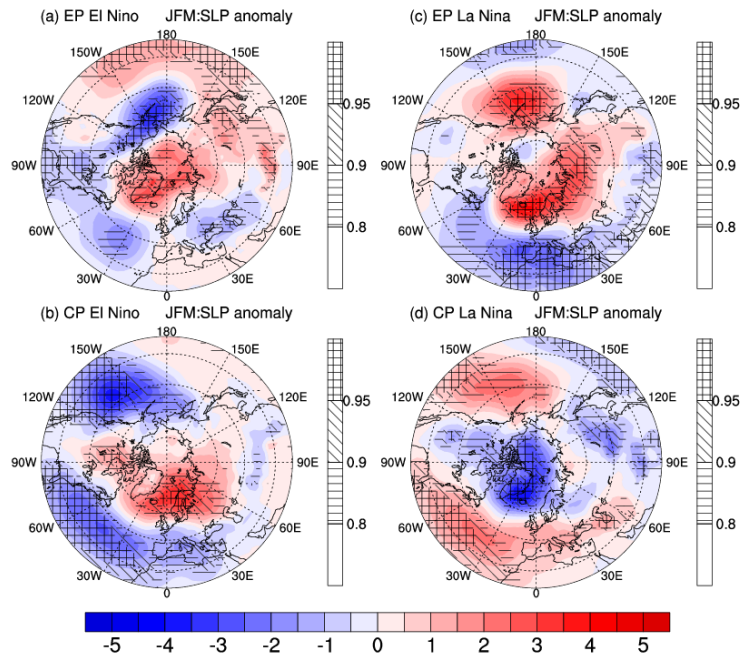 (a) EP El Nino JFM:SLP anomaly
180
150W 150E
120W 120E
90W 90E
60W 60E
30W 30E
0
0.95
0.9
0.8
(c) EP La Nina JFM:SLP anomaly
180
150W 150E
120W 120E
90W 90E
60W 60E
30W 30E
0
0.95
0.9
0.8
(b) CP El Nino JFM:SLP anomaly
180
150W 150E
120W 120E
90W 90E
60W 60E
30W 30E
0
0.95
0.9
0.8
(d) CP La Nina JFM:SLP anomaly
180
150W 150E
120W 120E
90W 90E
60W 60E
30W 30E
0
0.95
0.9
0.8
-5 -4 -3 -2 -1 0 1 2 3 4 5